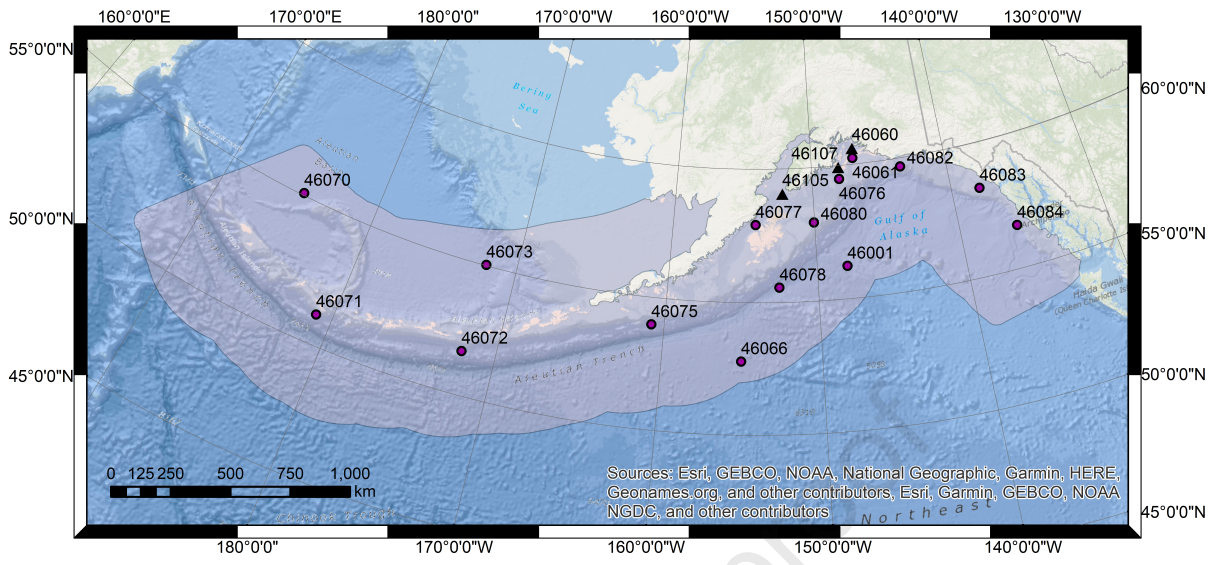 160°0'0"E
170°0'0"E
180°0'0"
170°0'0"W
160°0'0"W
150°0'0"W
140°0'0"W
130°0'0"W
55°0'0"N
60°0'0"N
Bering
Sea
46060
46107
46082
46061
46070
46105
46083
46076
50°0'0"N
46077
46080
46084
55°0'0"N
Gulf of
Alaska
46073
46001
46078
Haida Gwaii
(Queen Charlotte Is
46071
46075
46072
46066
Aleutian Trench
45°0'0"N
50°0'0"N
0 125 250 500 750 1,000
km
Sources: Esri, GEBCO, NOAA, National Geographic, Garmin, HERE,
Geonames.org, and other contributors, Esri, Garmin, GEBCO, NOAA
NGDC, and other contributors
Northeast
45°0'0"N
180°0'0"
170°0'0"W
160°0'0"W
150°0'0"W
140°0'0"W